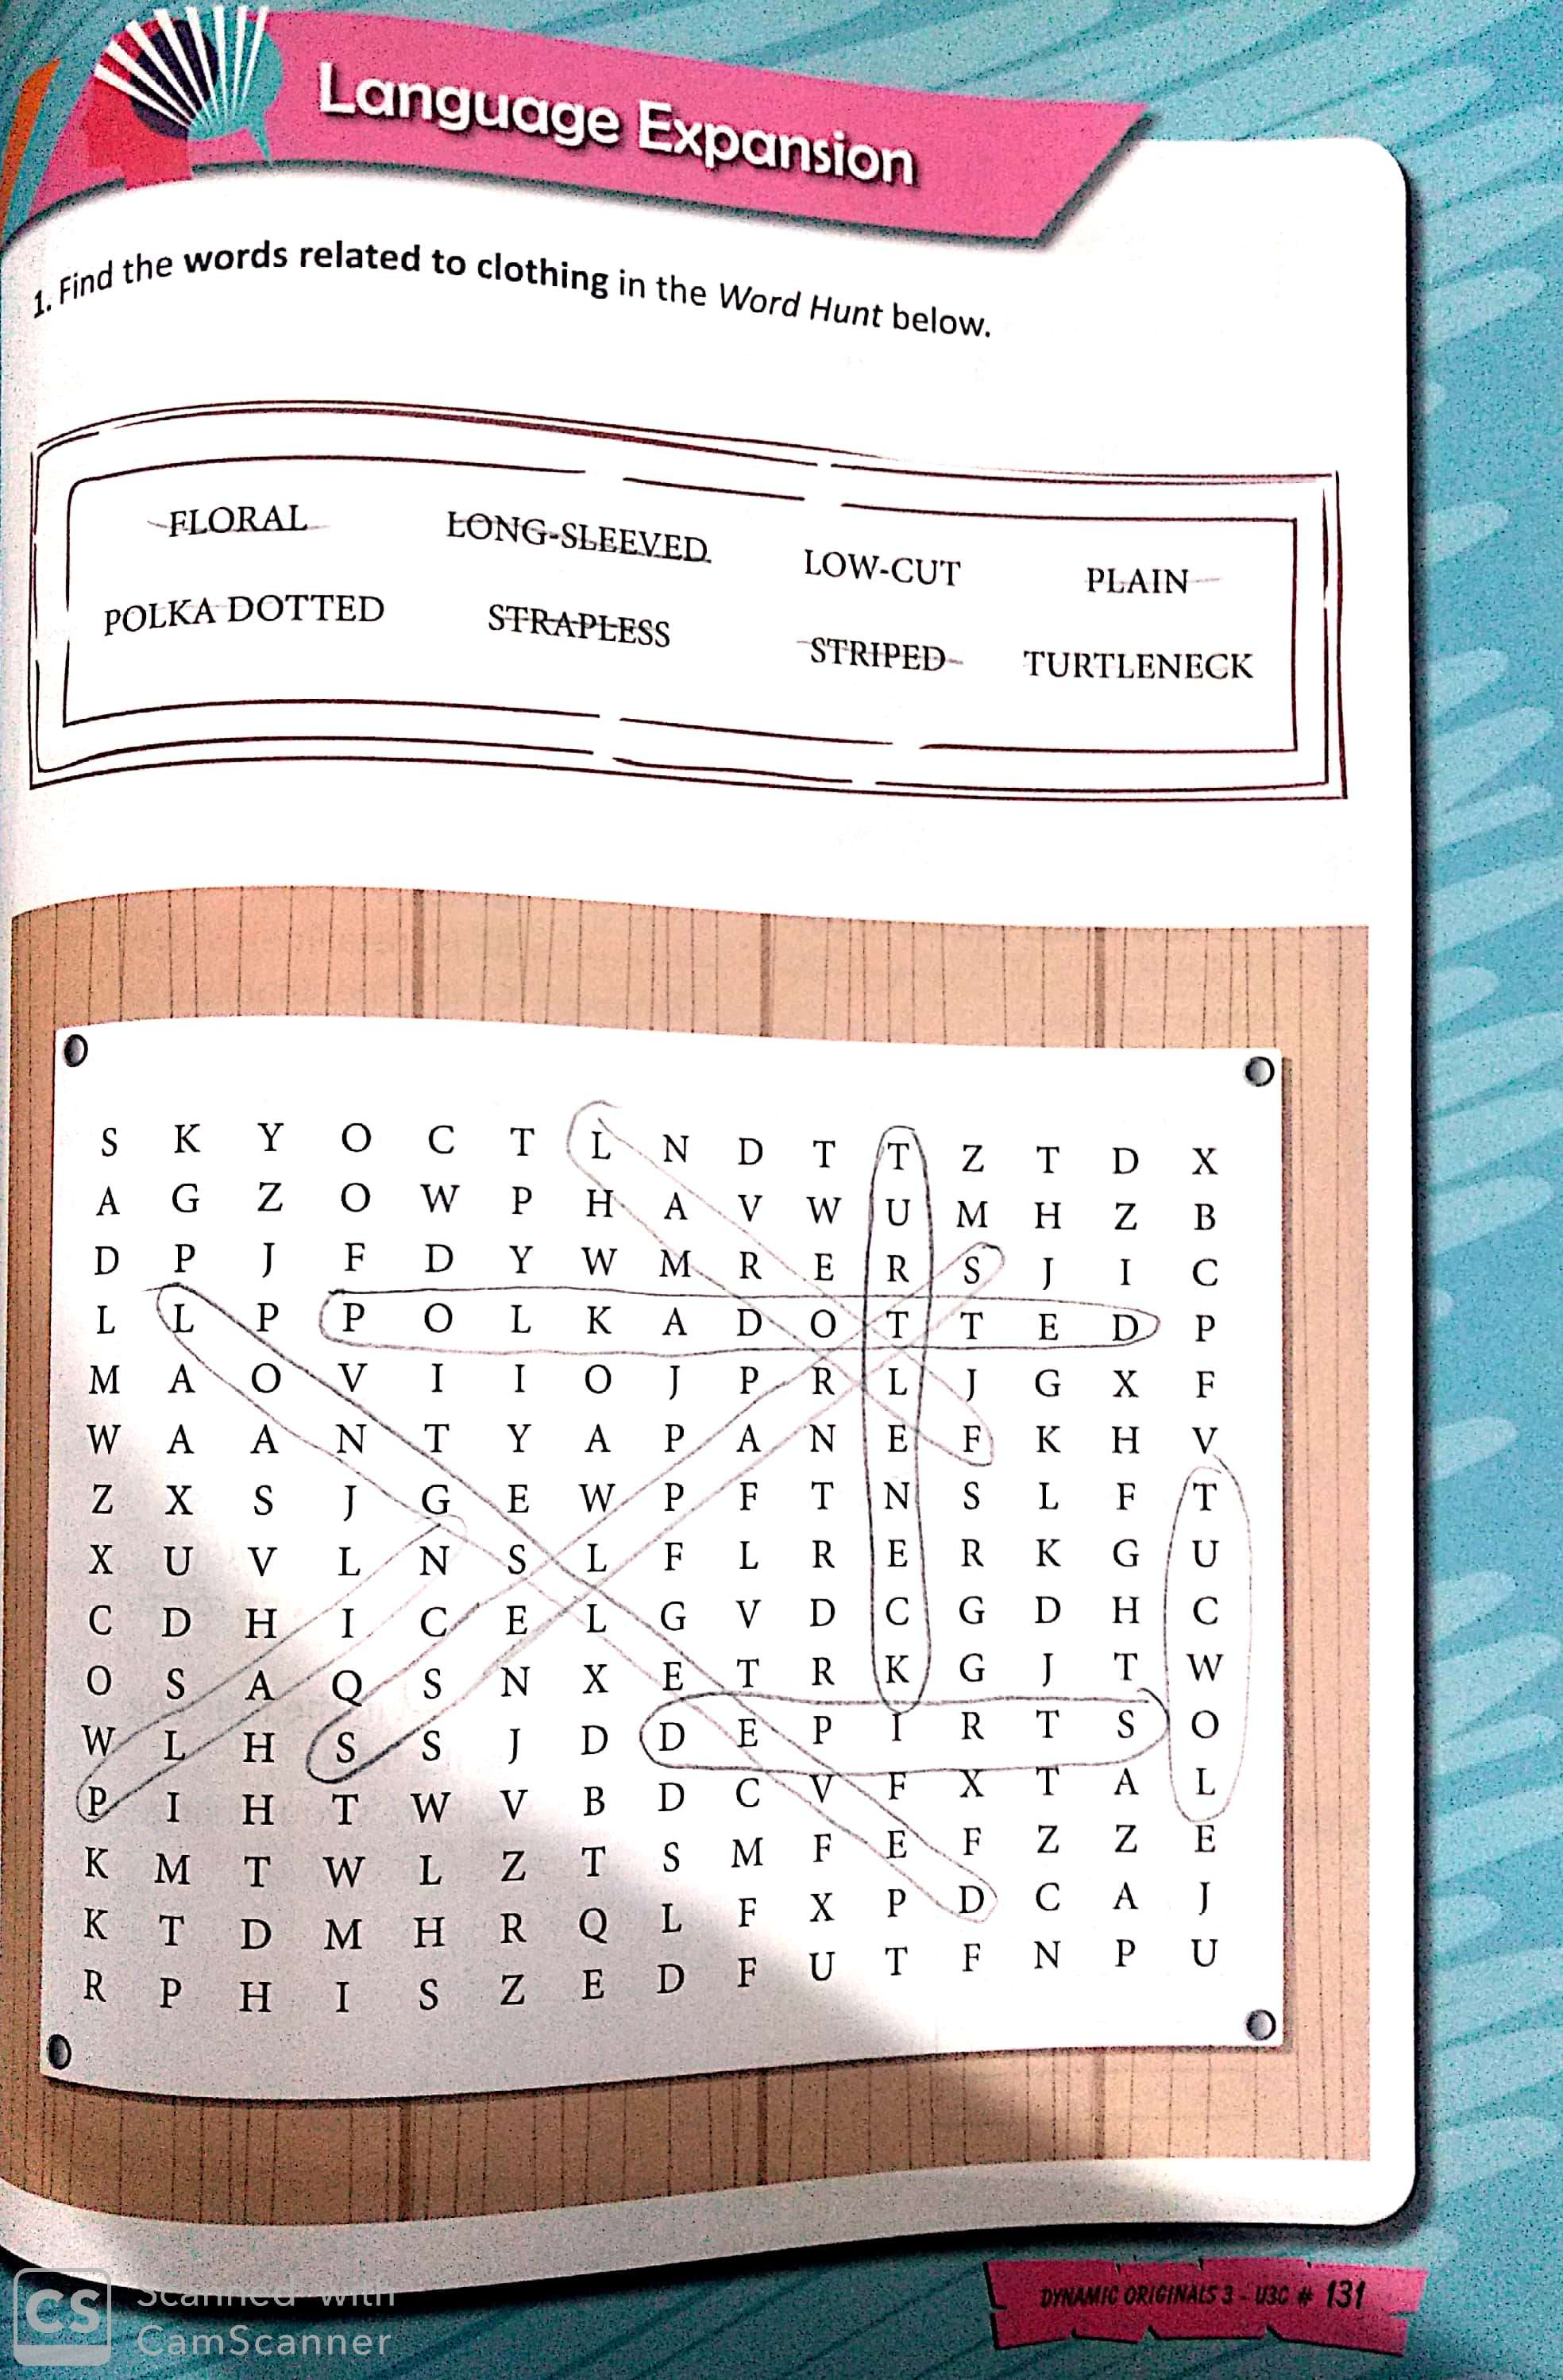 Language Expansion
1. Find the words related to clothing in the Word Hunt below.
FLORAL LONG-SLEEVED LOW-CUT PLAIN
POLKA DOTTED STRAPLESS STRIPED TURTLENECK
S K Y O C T L N D T T Z T D X
A G Z O W P H A V W U M H Z B
D P J F D Y W M R E R S J I C
L L P P O L K A D O T T E D P
M A O V I I O J P R L J G X F
W A A N T Y A P A N E F K H V
Z X S J G E W P F T N S L F T
X U V L N S L F L R E R K G U
C D H I C E L G V D C G D H C
O S A Q S N X E T R K G J T W
W L H S S J D D E P I R T S O
P I H T W V B D C V F X T A L
K M T W L Z T S M F E F Z Z E
K T D M H R Q L F X P D C A J
R P H I S Z E D F U T F N P U
DYNAMIC ORIGINALS 3 - U3C # 131
CS Scanned with
CamScanner